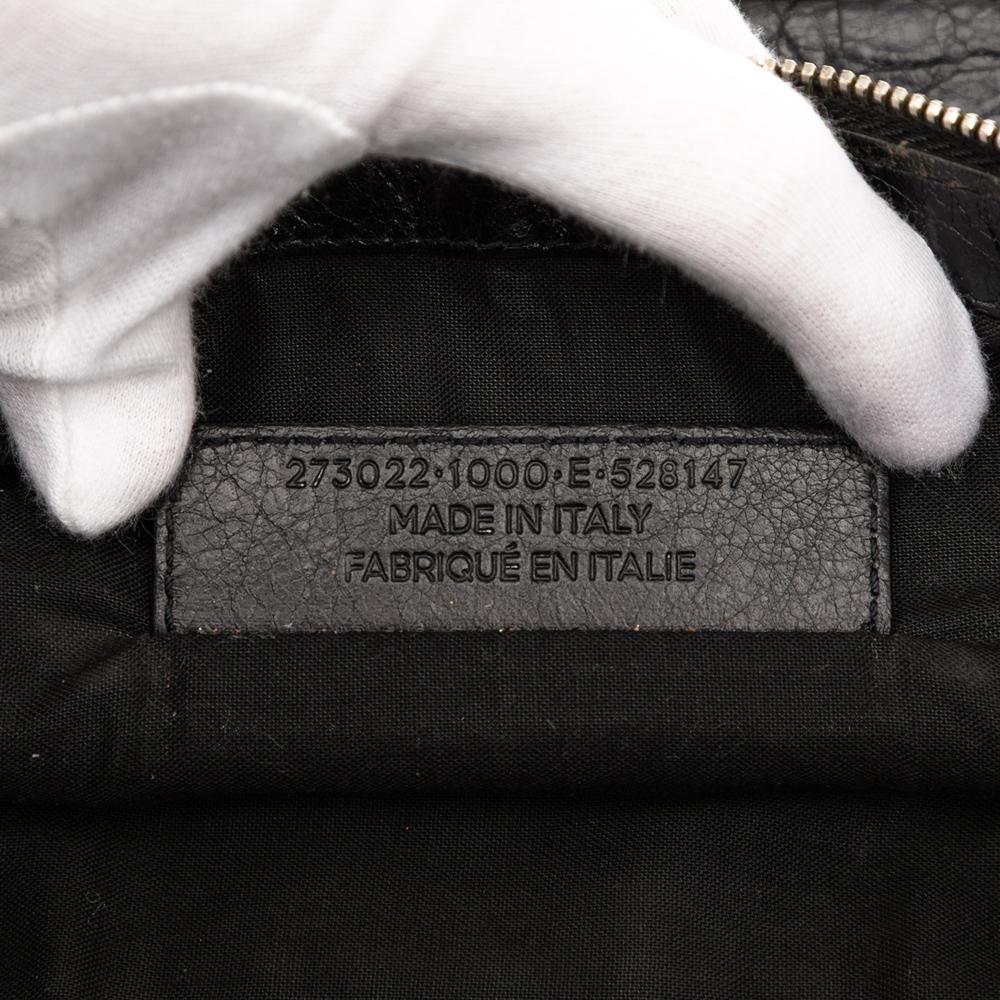 273022·1000·E·528147
MADE IN ITALY
FABRIQUÉ EN ITALIE